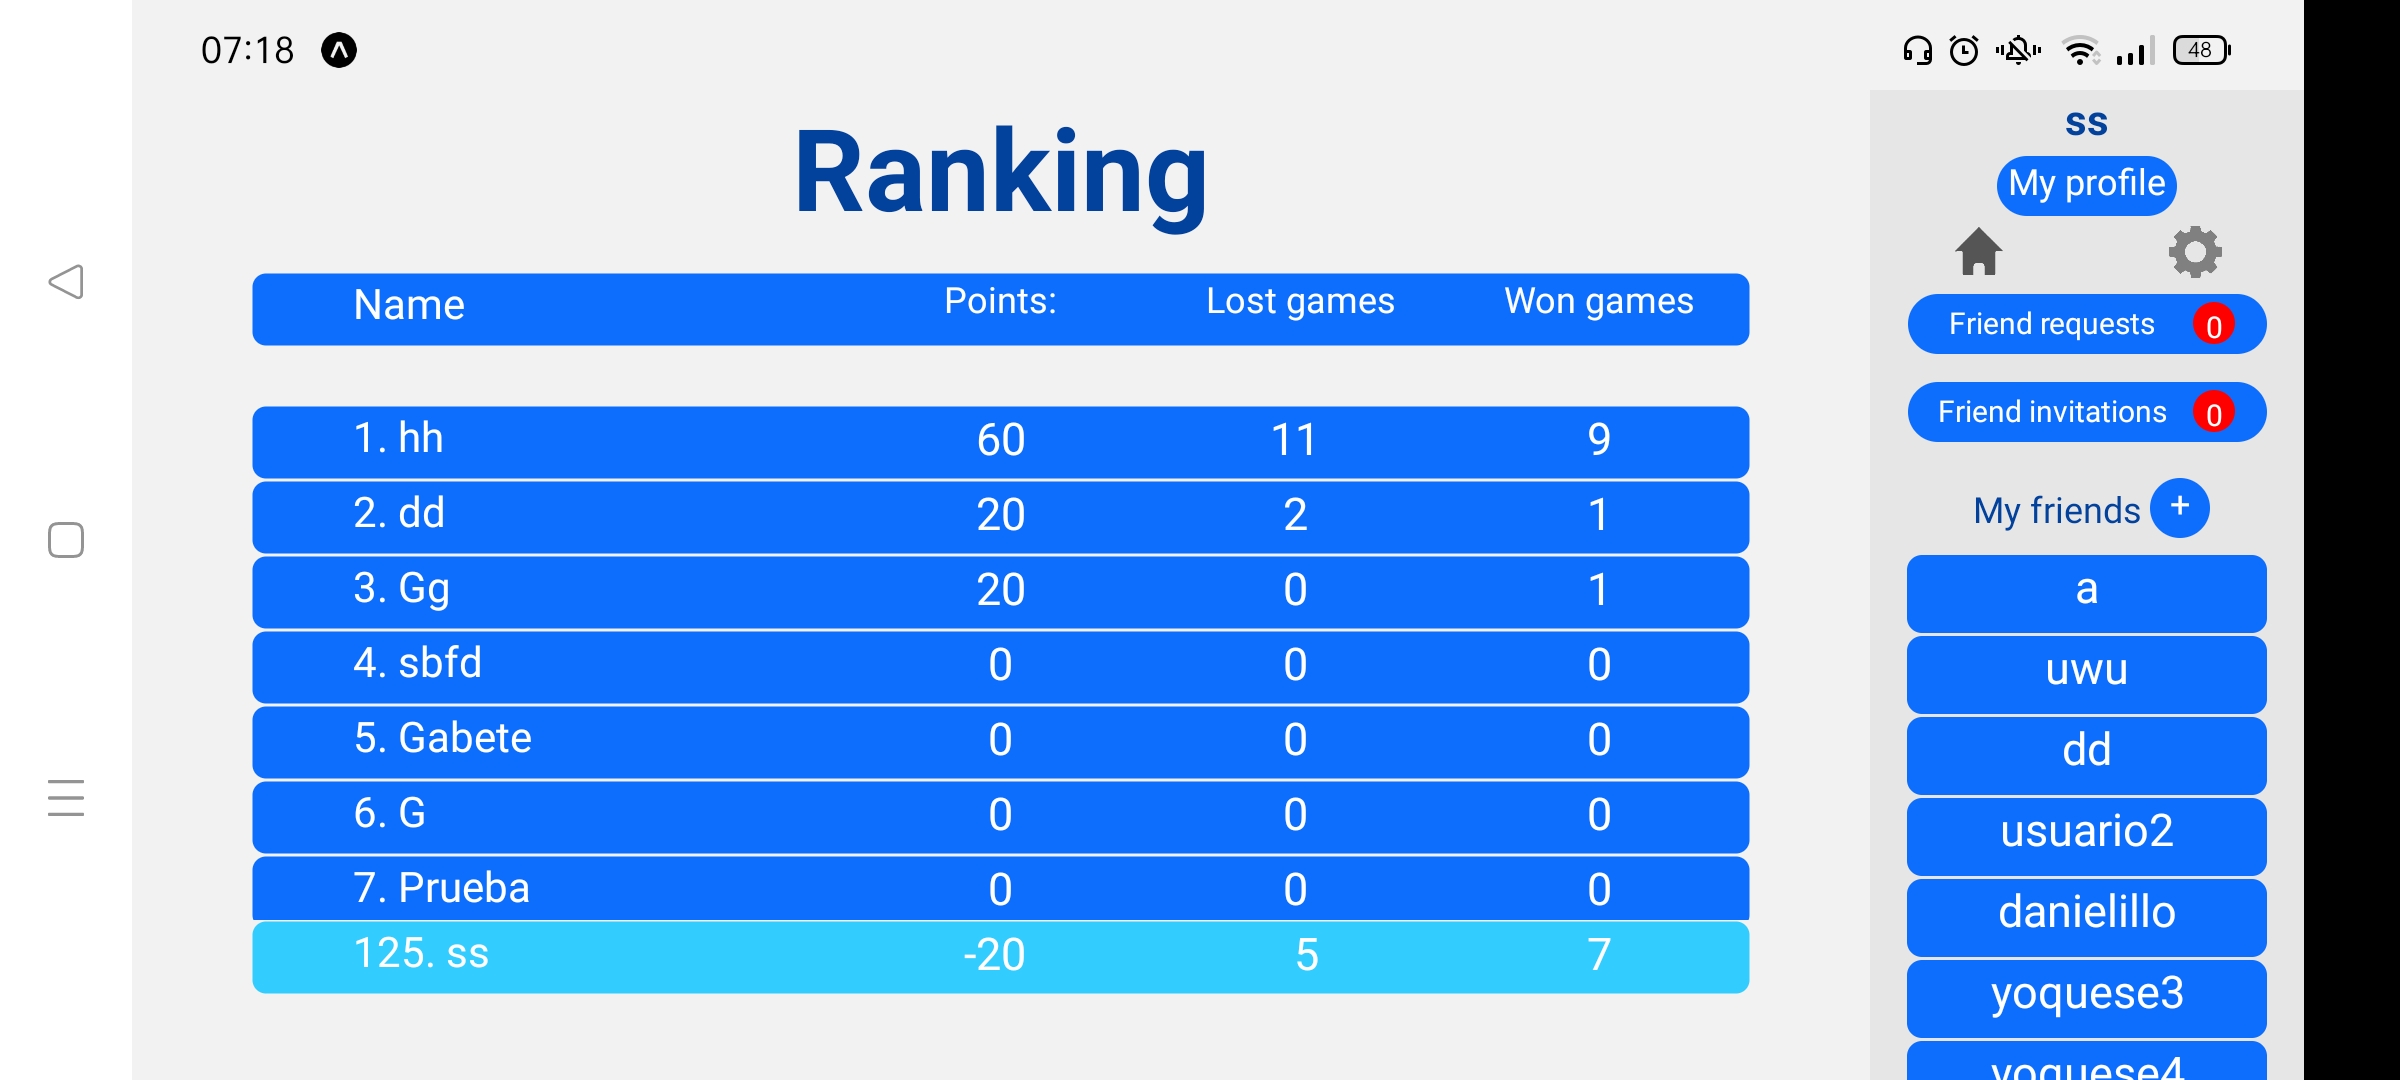 07:18
48
Ranking
Name Points: Lost games Won games
1. hh 60 11 9
2. dd 20 2 1
3. Gg 20 0 1
4. sbfd 0 0 0
5. Gabete 0 0 0
6. G 0 0 0
7. Prueba 0 0 0
125. ss -20 5 7
ss
My profile
Friend requests 0
Friend invitations 0
My friends +
a
uwu
dd
usuario2
danielillo
yoquese3
yoquese4